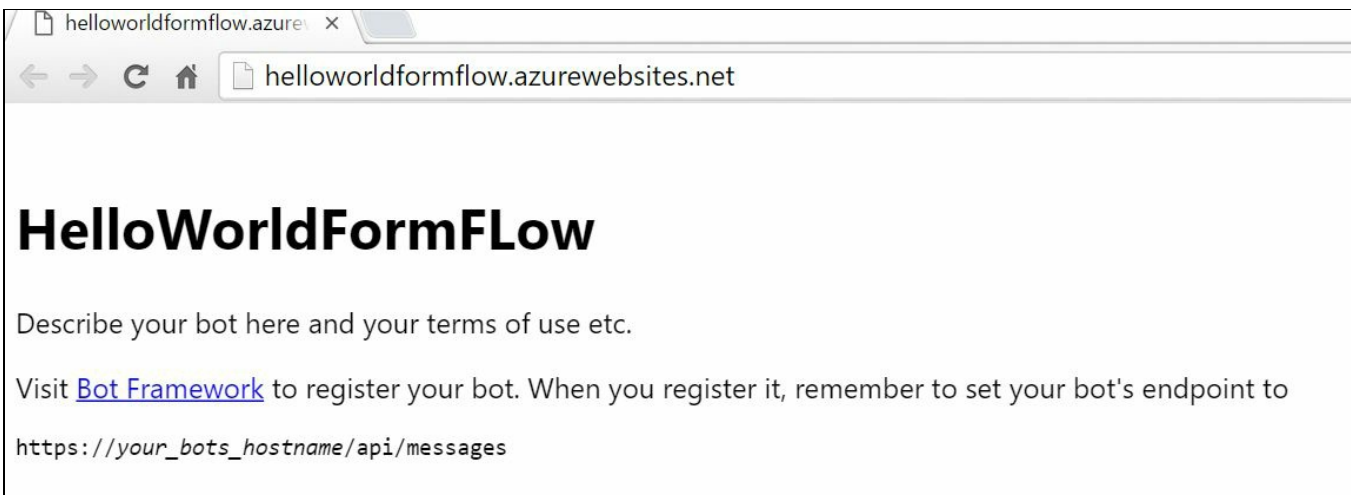 helloworldformflow.azurew
helloworldformflow.azurewebsites.net
HelloWorldFormFLow
Describe your bot here and your terms of use etc.
Visit Bot Framework to register your bot. When you register it, remember to set your bot's endpoint to
https://your_bots_hostname/api/messages